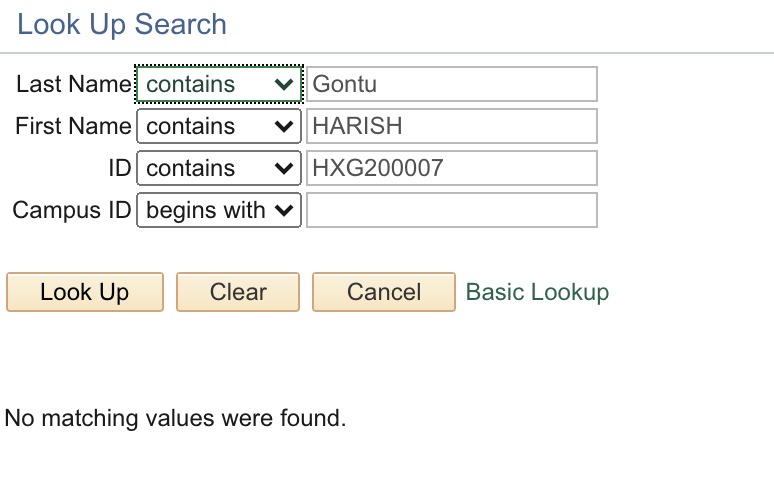 Look Up Search
Last Name contains Gontu
First Name contains HARISH
ID contains HXG200007
Campus ID begins with
Look Up Clear Cancel Basic Lookup
No matching values were found.